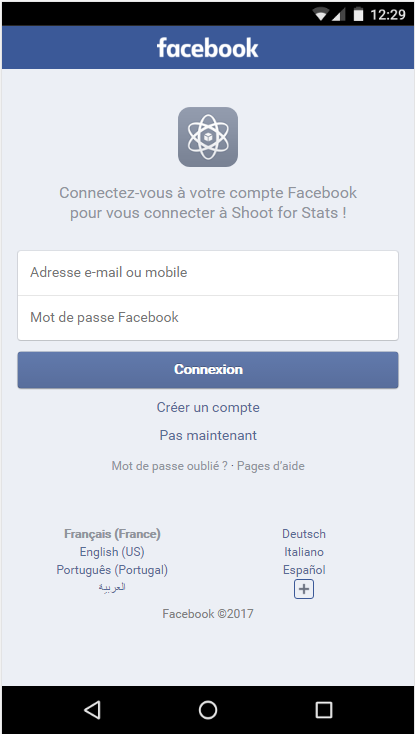 12:29
facebook
Connectez-vous à votre compte Facebook
pour vous connecter à Shoot for Stats !
Adresse e-mail ou mobile
Mot de passe Facebook
Connexion
Créer un compte
Pas maintenant
Mot de passe oublié ? · Pages d'aide
Français (France)
Deutsch
English (US)
Italiano
Português (Portugal)
Español
العربية
Facebook ©2017